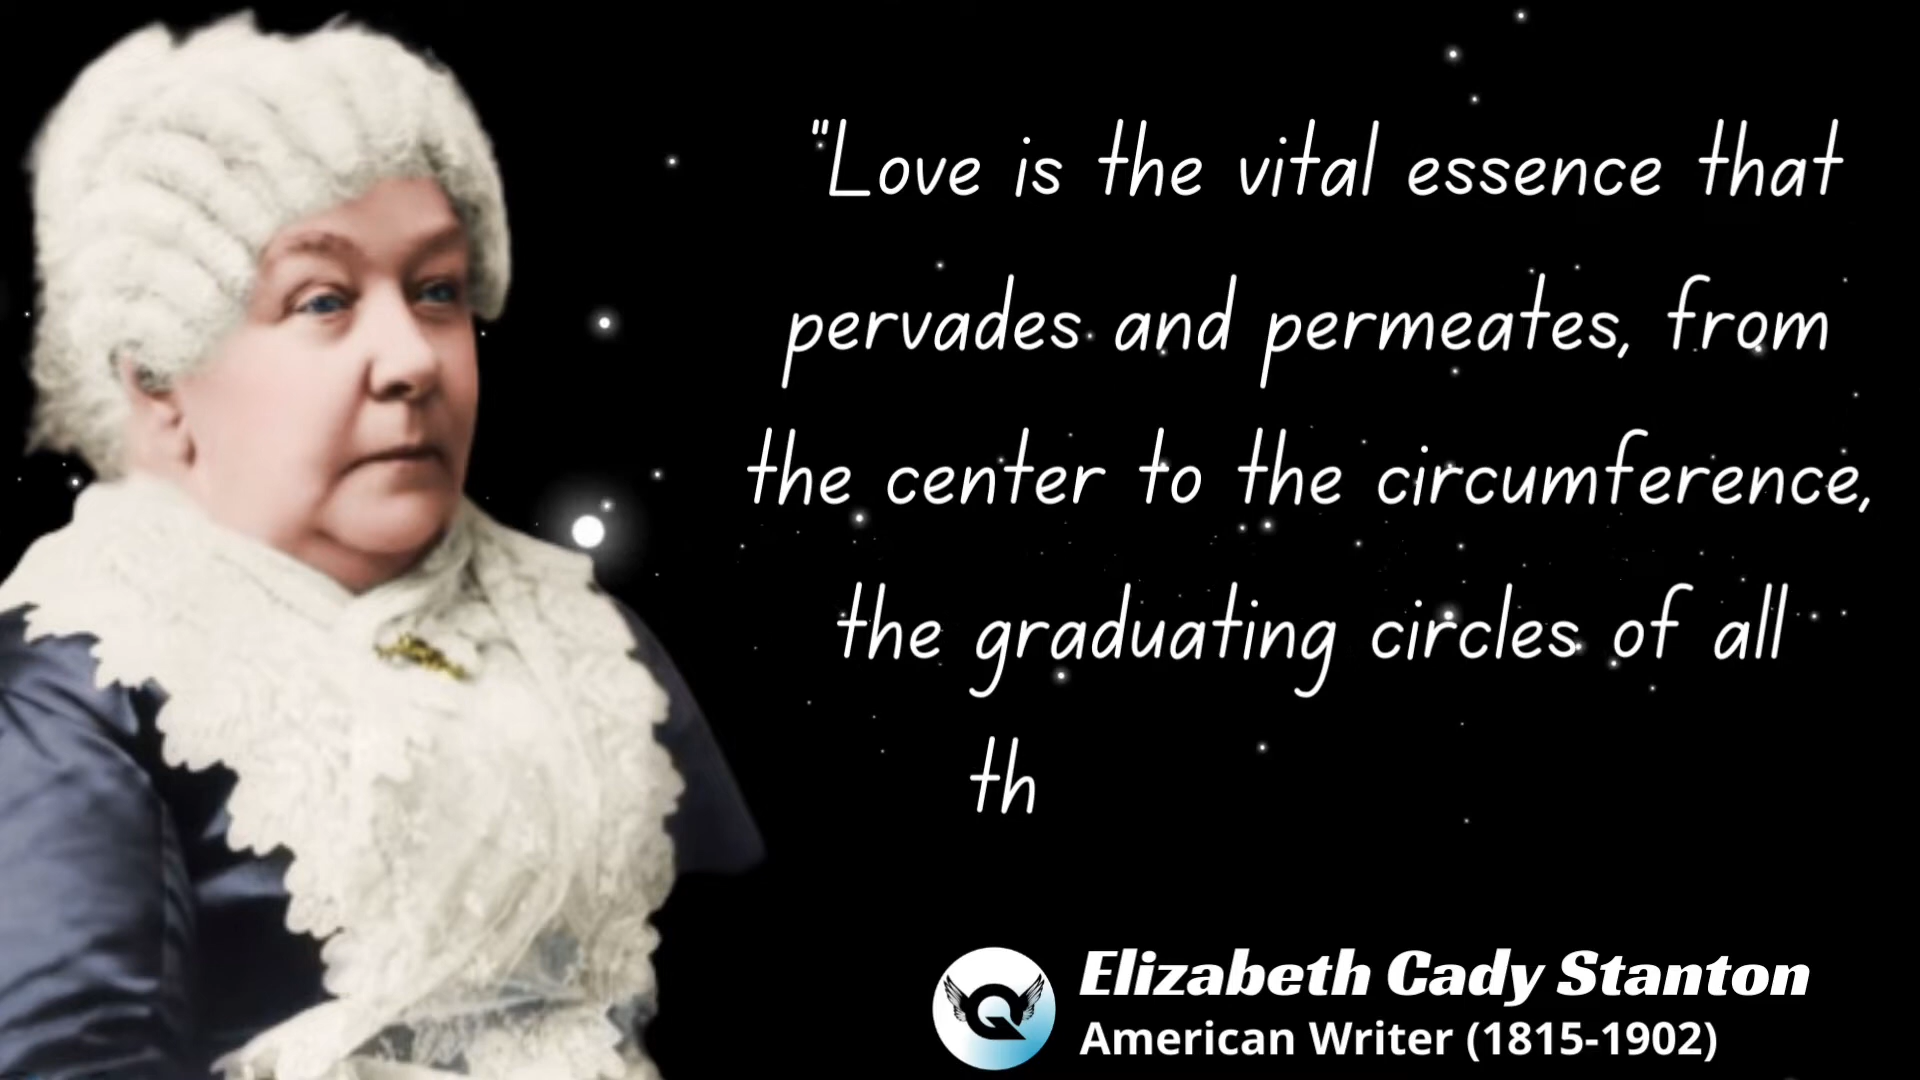 "Love is the vital essence that
pervades and permeates, from
the center to the circumference,
the graduating circles of all
th
Elizabeth Cady Stanton
American Writer (1815-1902)